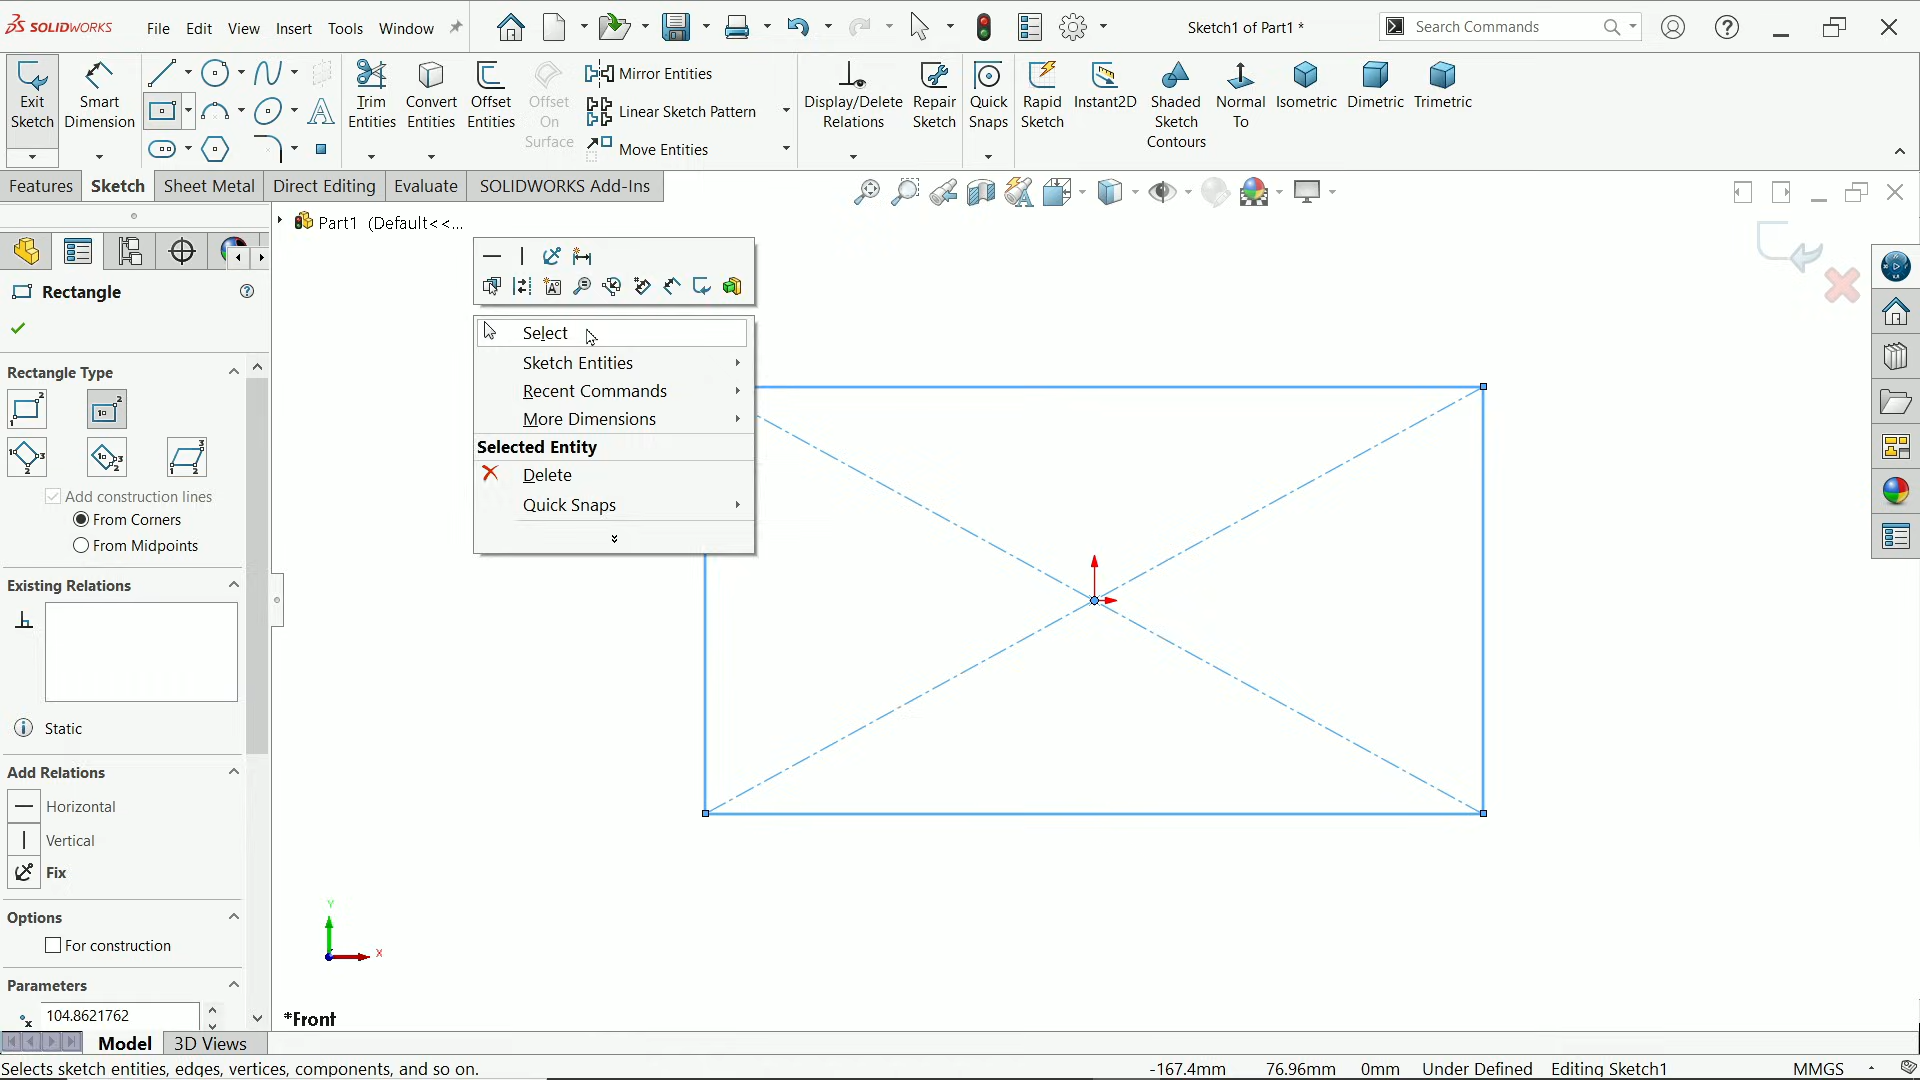 SOLIDWORKS File Edit View Insert Tools Window Sketch1 of Part1 * Search Commands
Exit Sketch
Smart Dimension
Trim Entities
Convert Entities
Offset Entities
Offset On Surface
Mirror Entities
Linear Sketch Pattern
Move Entities
Display/Delete Relations
Repair Sketch
Quick Snaps
Rapid Sketch
Instant2D
Shaded Sketch Contours
Normal To
Isometric
Dimetric
Trimetric
Features Sketch Sheet Metal Direct Editing Evaluate SOLIDWORKS Add-Ins
Part1 (Default<<...
Rectangle
Rectangle Type
Add construction lines
From Corners
From Midpoints
Existing Relations
Static
Add Relations
Horizontal
Vertical
Fix
Options
For construction
Parameters
104.8621762
Select
Sketch Entities
Recent Commands
More Dimensions
Selected Entity
Delete
Quick Snaps
Y
X
*Front
Model 3D Views
Selects sketch entities, edges, vertices, components, and so on. -167.4mm 76.96mm 0mm Under Defined Editing Sketch1 MMGS